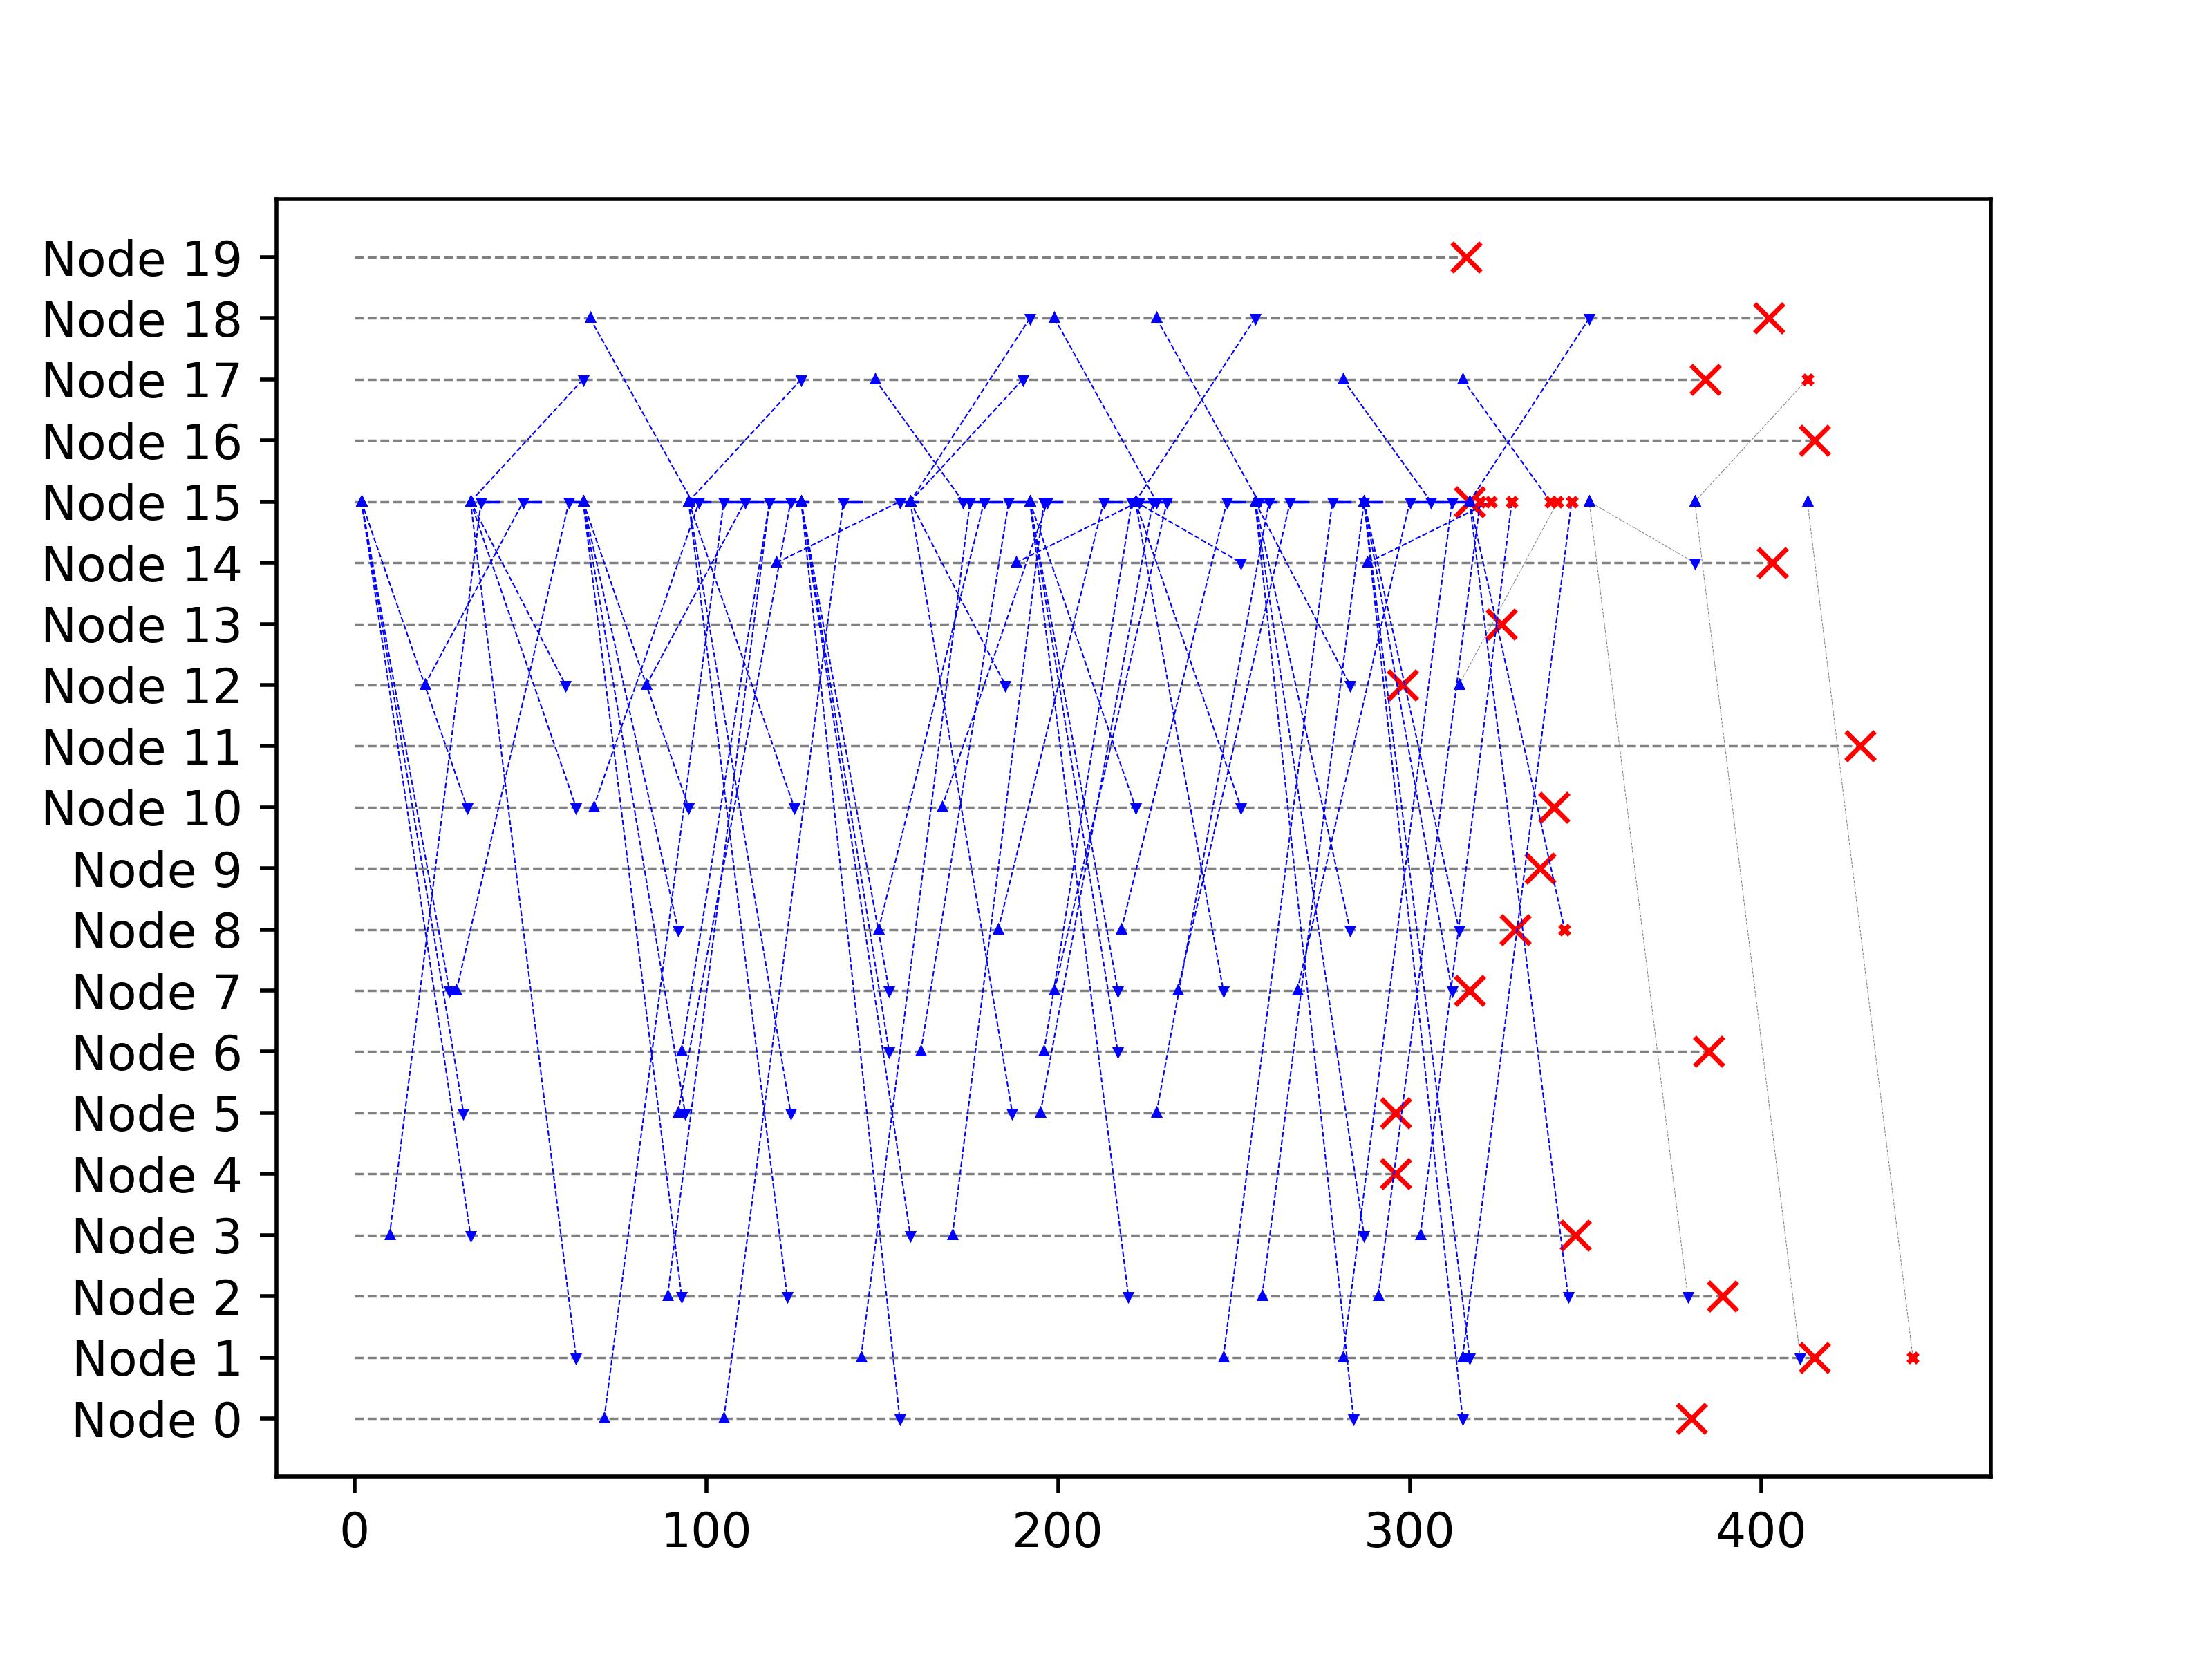 Node 19
Node 18
Node 17
Node 16
Node 15
Node 14
Node 13
Node 12
Node 11
Node 10
Node 9
Node 8
Node 7
Node 6
Node 5
Node 4
Node 3
Node 2
Node 1
Node 0
0 100 200 300 400